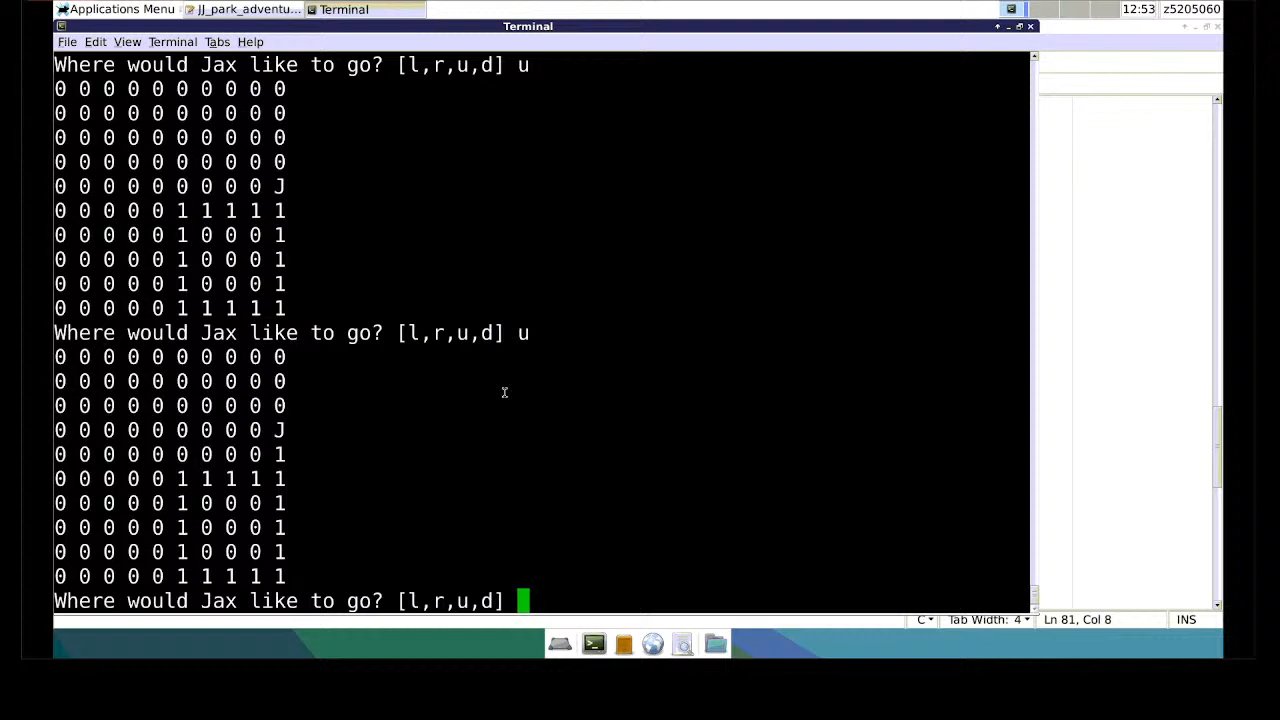 Applications Menu
JJ_park_adventu...
Terminal
12:53
z5205060
Terminal
File Edit View Terminal Tabs Help
Where would Jax like to go? [l,r,u,d] u
0 0 0 0 0 0 0 0 0 0
0 0 0 0 0 0 0 0 0 0
0 0 0 0 0 0 0 0 0 0
0 0 0 0 0 0 0 0 0 0
0 0 0 0 0 0 0 0 0 J
0 0 0 0 0 1 1 1 1 1
0 0 0 0 0 1 0 0 0 1
0 0 0 0 0 1 0 0 0 1
0 0 0 0 0 1 0 0 0 1
0 0 0 0 0 1 1 1 1 1
Where would Jax like to go? [l,r,u,d] u
0 0 0 0 0 0 0 0 0 0
0 0 0 0 0 0 0 0 0 0
0 0 0 0 0 0 0 0 0 0
0 0 0 0 0 0 0 0 0 J
0 0 0 0 0 0 0 0 0 1
0 0 0 0 0 1 1 1 1 1
0 0 0 0 0 1 0 0 0 1
0 0 0 0 0 1 0 0 0 1
0 0 0 0 0 1 0 0 0 1
0 0 0 0 0 1 1 1 1 1
Where would Jax like to go? [l,r,u,d]
C Tab Width: 4 Ln 81, Col 8 INS